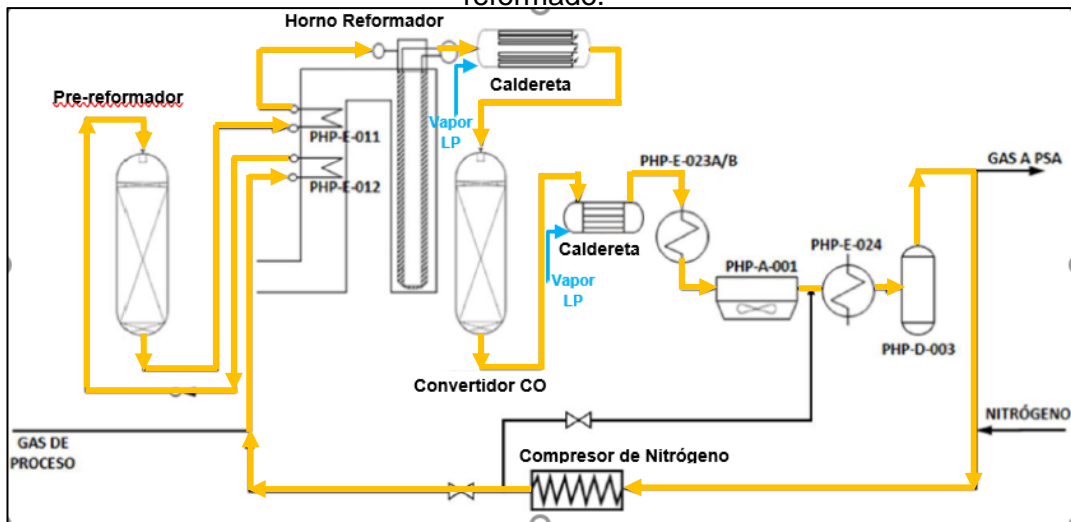 reformado.
Horno Reformador
Caldereta
Pre-reformador
Vapor
LP
PHP-E-011
PHP-E-012
PHP-E-023A/B
GAS A PSA
Caldereta
PHP-E-024
Vapor
LP
PHP-A-001
PHP-D-003
Convertidor CO
NITRÓGENO
GAS DE
PROCESO
Compresor de Nitrógeno